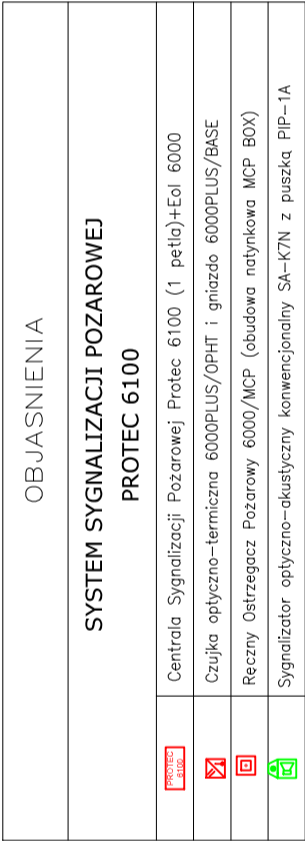 OBJASNIENIA
SYSTEM SYGNALIZACJI POŻAROWEJ
PROTEC 6100
PROTEC
6100
Centrala Sygnalizacji Pożarowej Protec 6100 (1 pętla)+Eol 6000
Czujka optyczno-termiczna 6000PLUS/OPHT i gniazdo 6000PLUS/BASE
Ręczny Ostrzegacz Pożarowy 6000/MCP (obudowa natynkowa MCP BOX)
Sygnalizator optyczno-akustyczny konwencjonalny SA-K7N z puszką PIP-1A